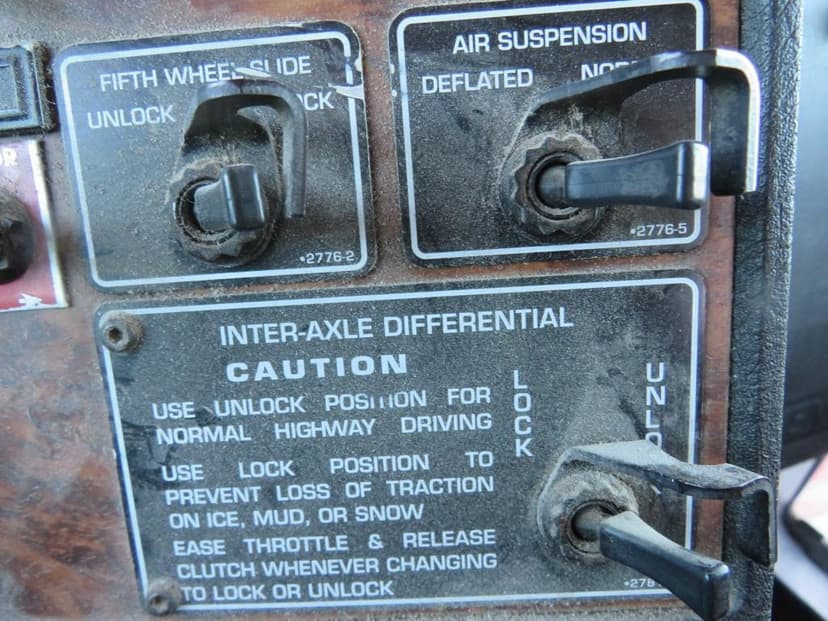 FIFTH WHEEL SLIDE
UNLOCK
•2776-2
AIR SUSPENSION
DEFLATED
•2776-5
INTER-AXLE DIFFERENTIAL
CAUTION
USE UNLOCK POSITION FOR
NORMAL HIGHWAY DRIVING
USE LOCK POSITION TO
PREVENT LOSS OF TRACTION
ON ICE, MUD, OR SNOW
EASE THROTTLE & RELEASE
CLUTCH WHENEVER CHANGING
TO LOCK OR UNLOCK
LOCK